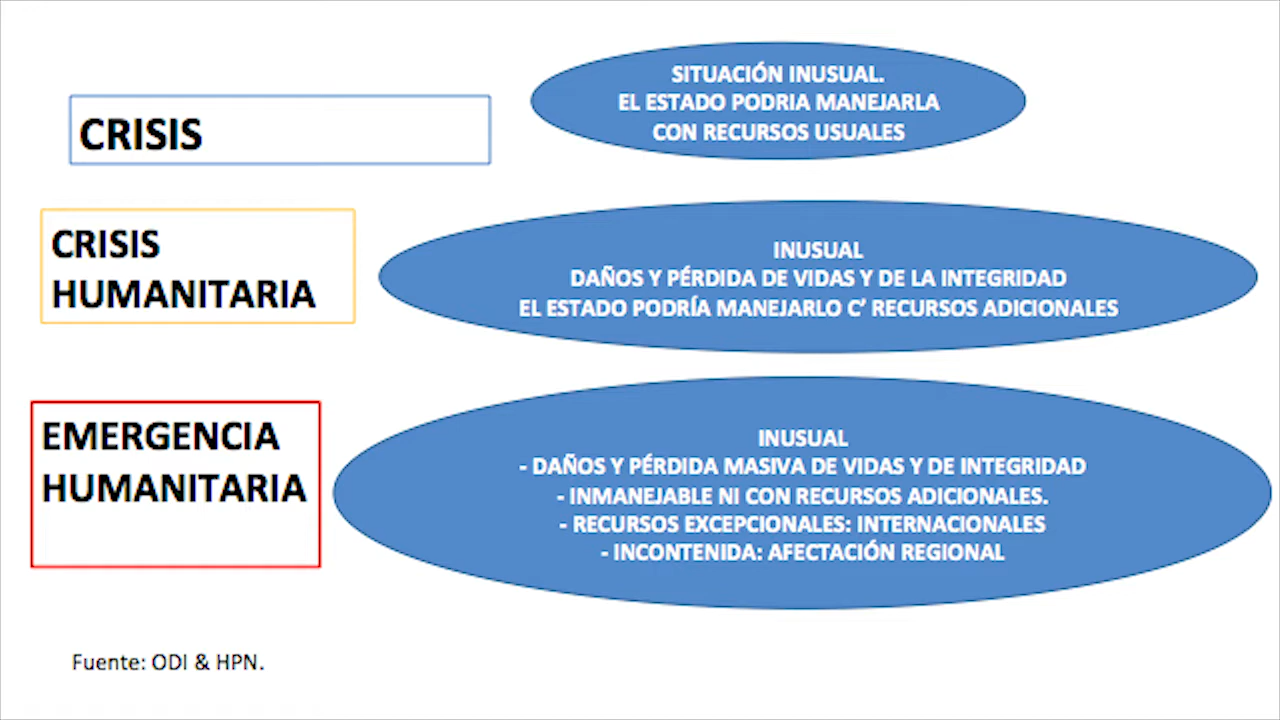 CRISIS
SITUACIÓN INUSUAL.
EL ESTADO PODRIA MANEJARLA
CON RECURSOS USUALES
CRISIS
HUMANITARIA
INUSUAL
DAÑOS Y PÉRDIDA DE VIDAS Y DE LA INTEGRIDAD
EL ESTADO PODRÍA MANEJARLO C’ RECURSOS ADICIONALES
EMERGENCIA
HUMANITARIA
INUSUAL
- DAÑOS Y PÉRDIDA MASIVA DE VIDAS Y DE INTEGRIDAD
- INMANEJABLE NI CON RECURSOS ADICIONALES.
- RECURSOS EXCEPCIONALES: INTERNACIONALES
- INCONTENIDA: AFECTACIÓN REGIONAL
Fuente: ODI & HPN.